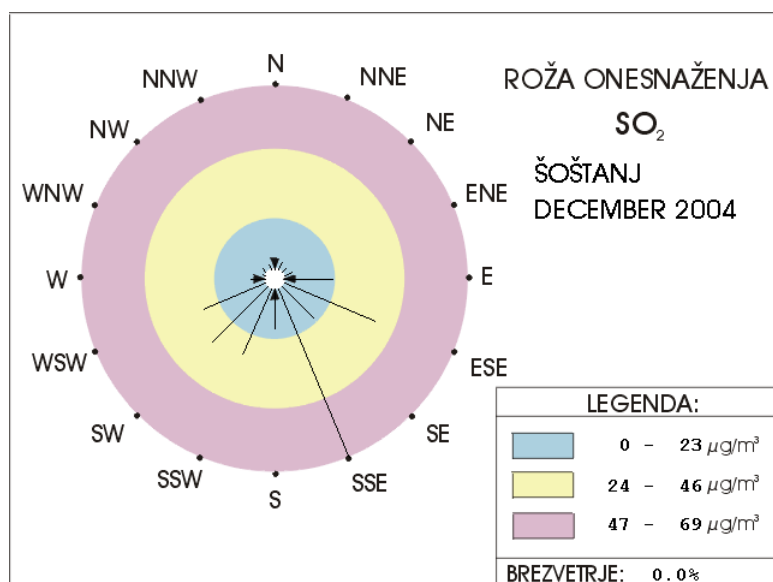 ROŽA ONESNAŽENJA
SO₂
ŠOŠTANJ
DECEMBER 2004
N
NNE
NE
ENE
E
ESE
SE
SSE
S
SSW
SW
WSW
W
WNW
NW
NNW
LEGENDA:
0 - 23 µg/m³
24 - 46 µg/m³
47 - 69 µg/m³
BREZVETRJE: 0.0%